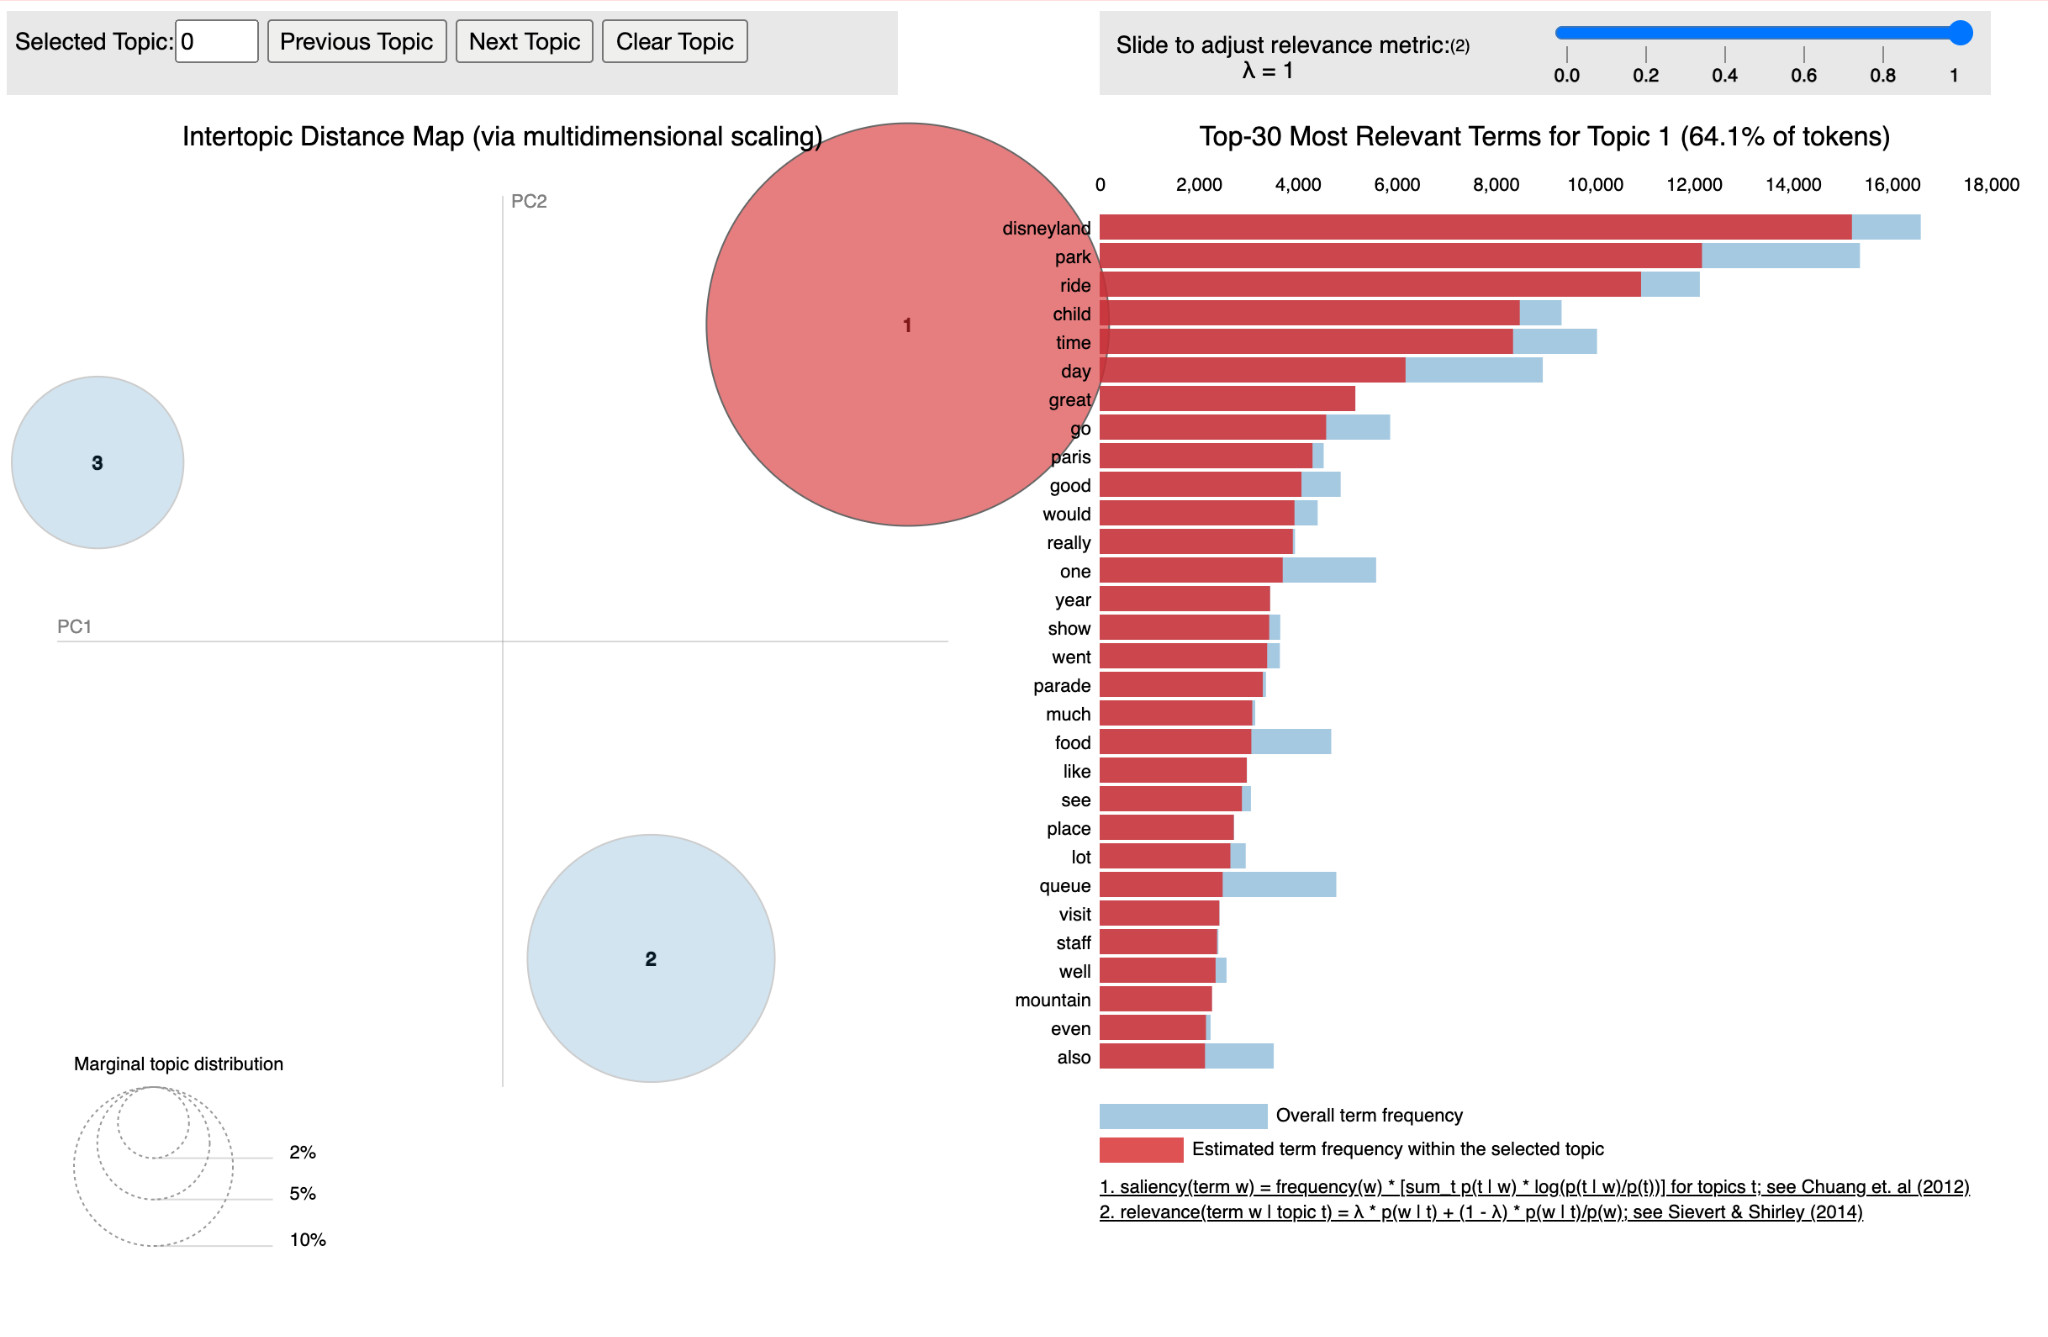 Selected Topic: 0 Previous Topic Next Topic Clear Topic
Slide to adjust relevance metric:(2)
λ = 1
0.0 0.2 0.4 0.6 0.8 1
Intertopic Distance Map (via multidimensional scaling)
PC2
PC1
1
3
2
Marginal topic distribution
2%
5%
10%
Top-30 Most Relevant Terms for Topic 1 (64.1% of tokens)
0 2,000 4,000 6,000 8,000 10,000 12,000 14,000 16,000 18,000
disneyland
park
ride
child
time
day
great
go
paris
good
would
really
one
year
show
went
parade
much
food
like
see
place
lot
queue
visit
staff
well
mountain
even
also
Overall term frequency
Estimated term frequency within the selected topic
1. saliency(term w) = frequency(w) * [sum_t p(t | w) * log(p(t | w)/p(t))] for topics t; see Chuang et. al (2012)
2. relevance(term w | topic t) = λ * p(w | t) + (1 - λ) * p(w | t)/p(w); see Sievert & Shirley (2014)